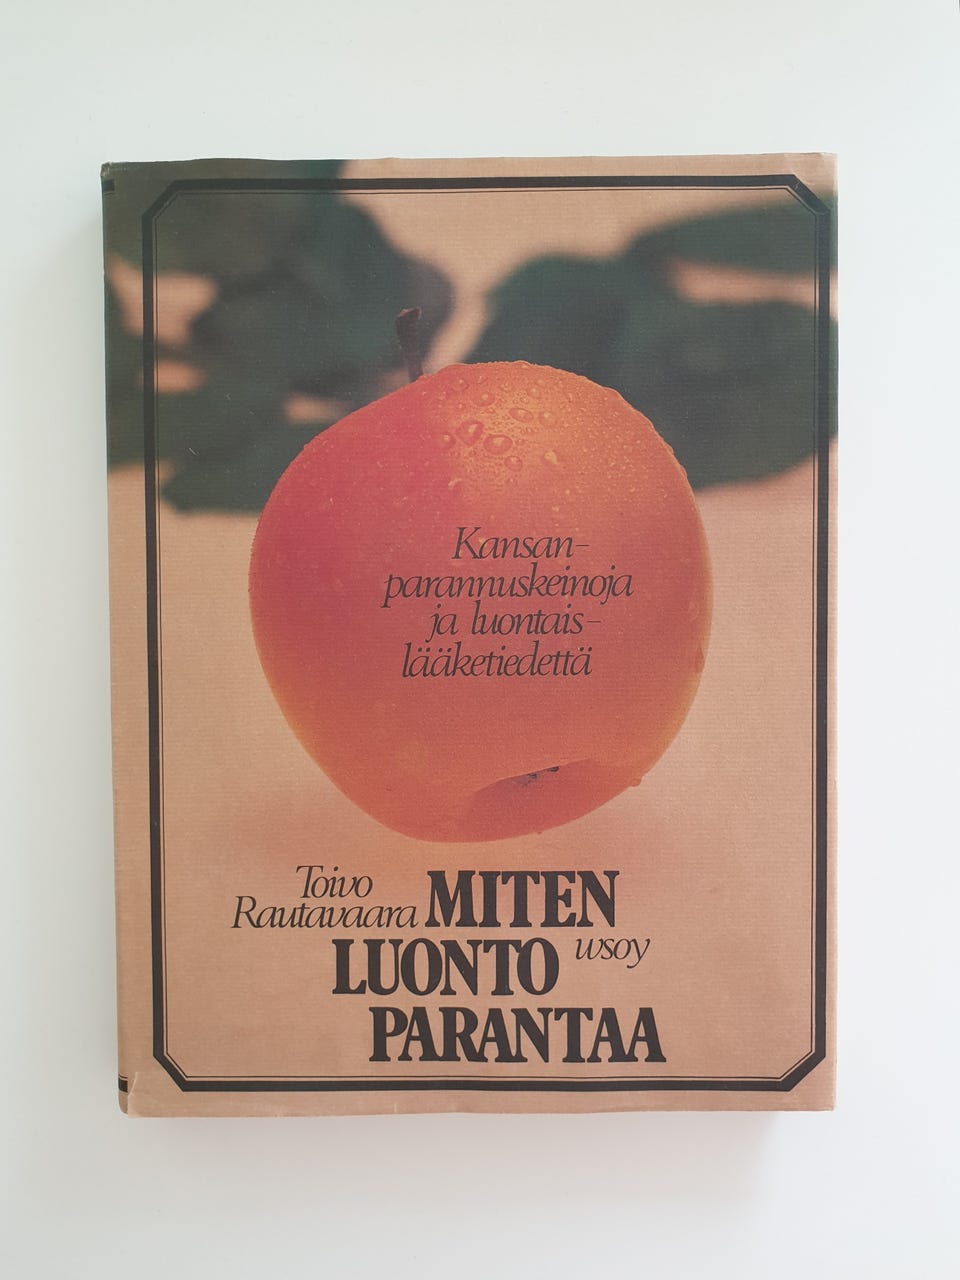 Kansan-
parannuskeinoja
ja luontais-
lääketiedettä
Toivo
Rautavaara
MITEN
LUONTO
wsoy
PARANTAA